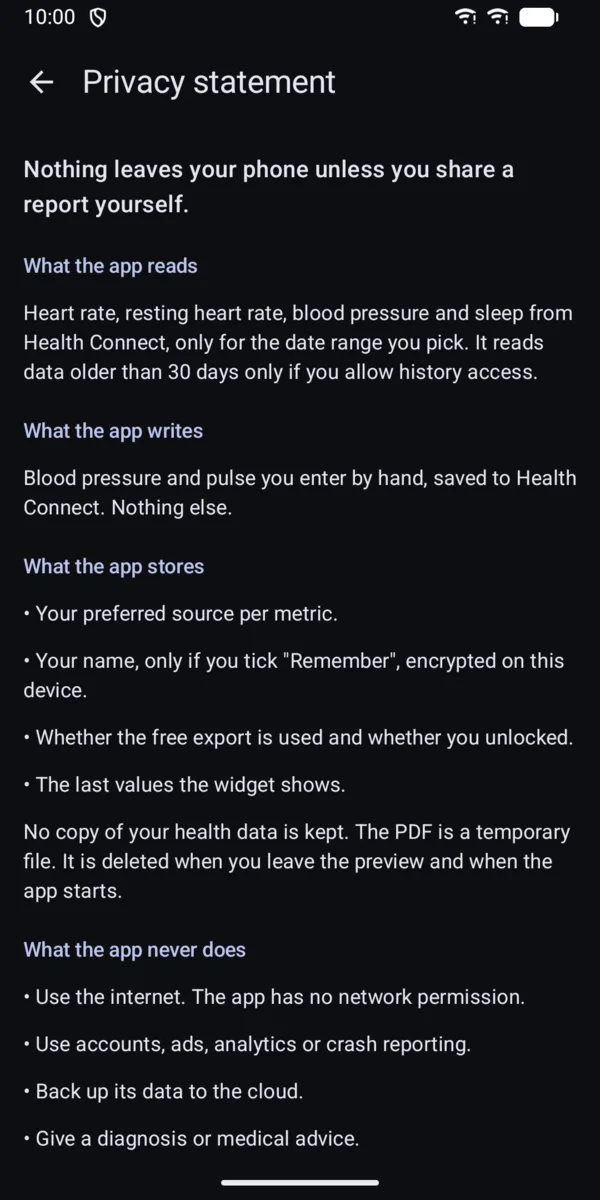 10:00
Privacy statement
Nothing leaves your phone unless you share a
report yourself.
What the app reads
Heart rate, resting heart rate, blood pressure and sleep from
Health Connect, only for the date range you pick. It reads
data older than 30 days only if you allow history access.
What the app writes
Blood pressure and pulse you enter by hand, saved to Health
Connect. Nothing else.
What the app stores
• Your preferred source per metric.
• Your name, only if you tick "Remember", encrypted on this
device.
• Whether the free export is used and whether you unlocked.
• The last values the widget shows.
No copy of your health data is kept. The PDF is a temporary
file. It is deleted when you leave the preview and when the
app starts.
What the app never does
• Use the internet. The app has no network permission.
• Use accounts, ads, analytics or crash reporting.
• Back up its data to the cloud.
• Give a diagnosis or medical advice.